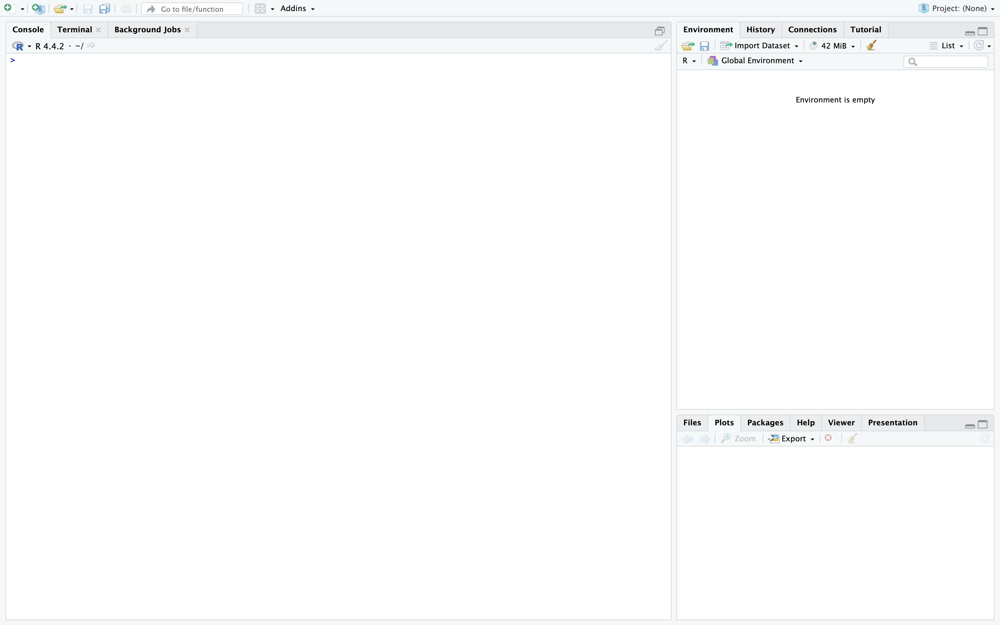 Go to file/function Addins Project: (None)
Console Terminal Background Jobs
R 4.4.2 · ~/
>
Environment History Connections Tutorial
Import Dataset 42 MiB List
R Global Environment
Environment is empty
Files Plots Packages Help Viewer Presentation
Zoom Export